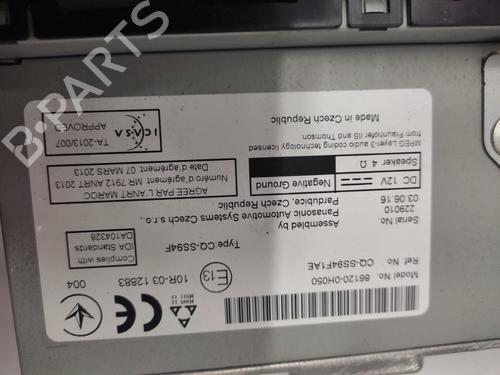 Model No. 86120-0H050
Ref No. CQ-SS94F1AE
Type:CQ-SS94F
Assembled by
Panasonic Automotive Systems Czech s.r.o.,
Pardubice, Czech Republic
Serial No.
229010
03.06.16
DC 12V
Negative Ground
Speaker 4 Ω
MPEG Layer-3 audio coding technology licensed
from Fraunhofer IIS and Thomson.
Made in Czech Republic
E13
10R-03 12883
004
Complies with
IDA Standards
DA104328
AGREE PAR L'ANRT MAROC
Numéro d'agrément MR 7912 ANRT 2013
Date d'agrément 07 MARS 2013
ICASA
TA-2013/007
APPROVED
CE
B-PARTS